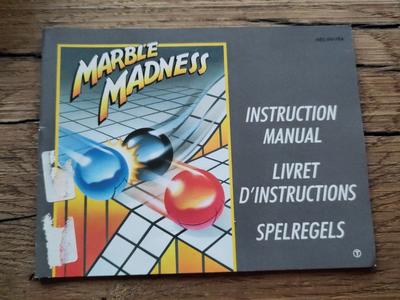 MARBLE
MADNESS
INSTRUCTION
MANUAL
LIVRET
D'INSTRUCTIONS
SPELREGELS